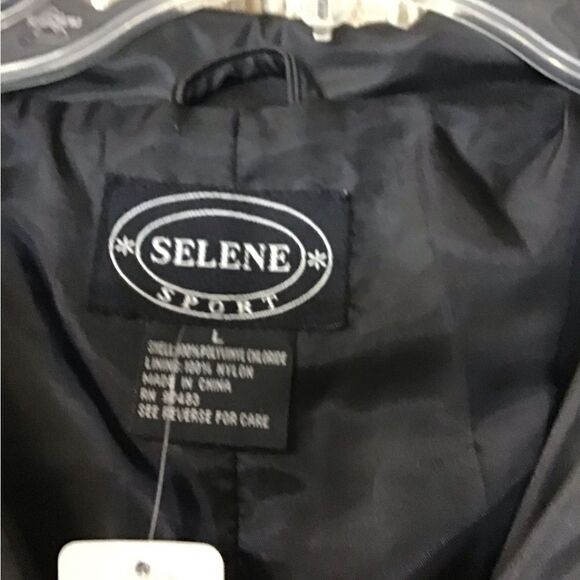 * SELENE *
SPORT
L
SHELL 100% POLYVINYL CHLORIDE
LINING 100% NYLON
MADE IN CHINA
RN
SEE REVERSE FOR CARE